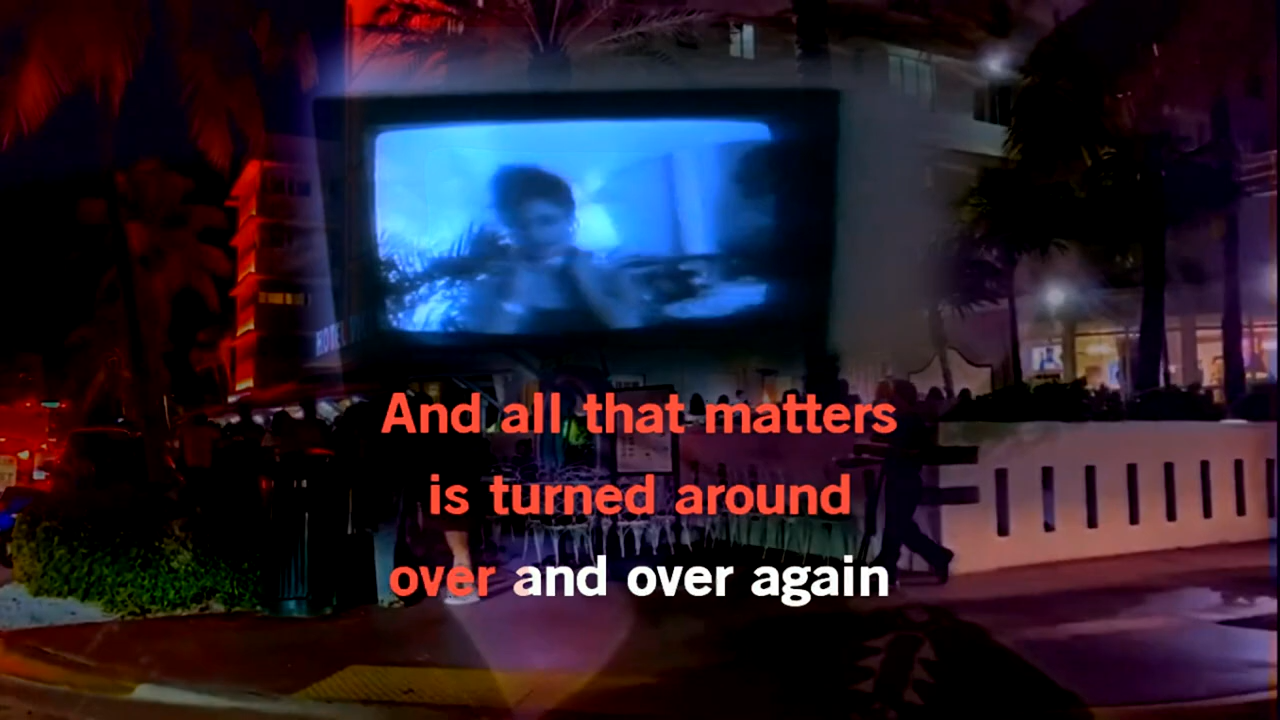 And all that matters
is turned around
over and over again